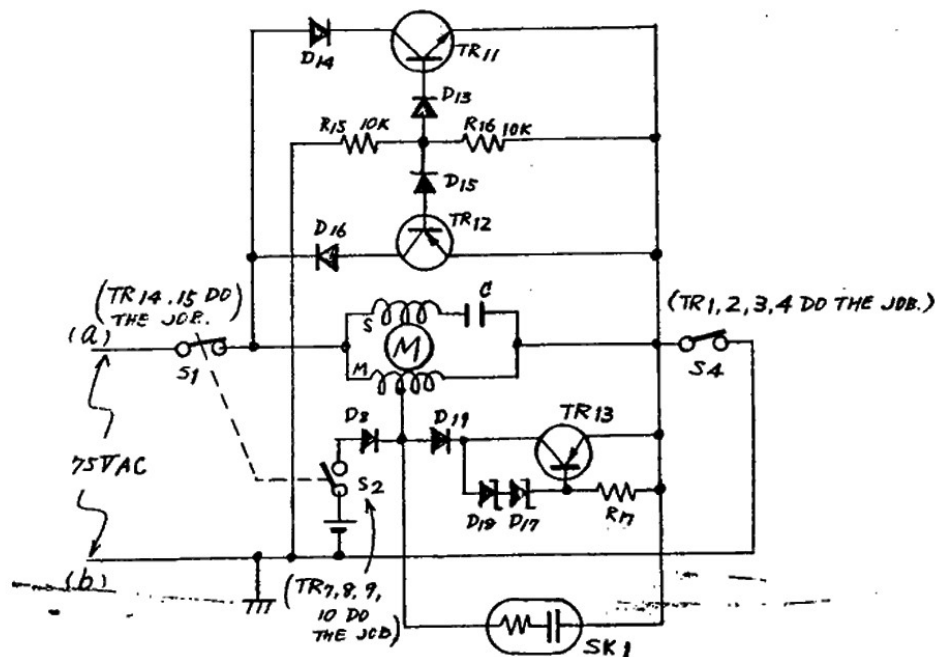 D14
TR11
D13
R15 10K
R16 10K
D15
D16
TR12
(TR14.15 DO
THE JOB.)
(a)
S1
S
C
M
M
(TR1,2,3,4 DO THE JOB.)
S4
75VAC
D8
D19
TR13
S2
D18
D17
R17
(b)
(TR7,8,9,
10 DO
THE JOB)
SK1